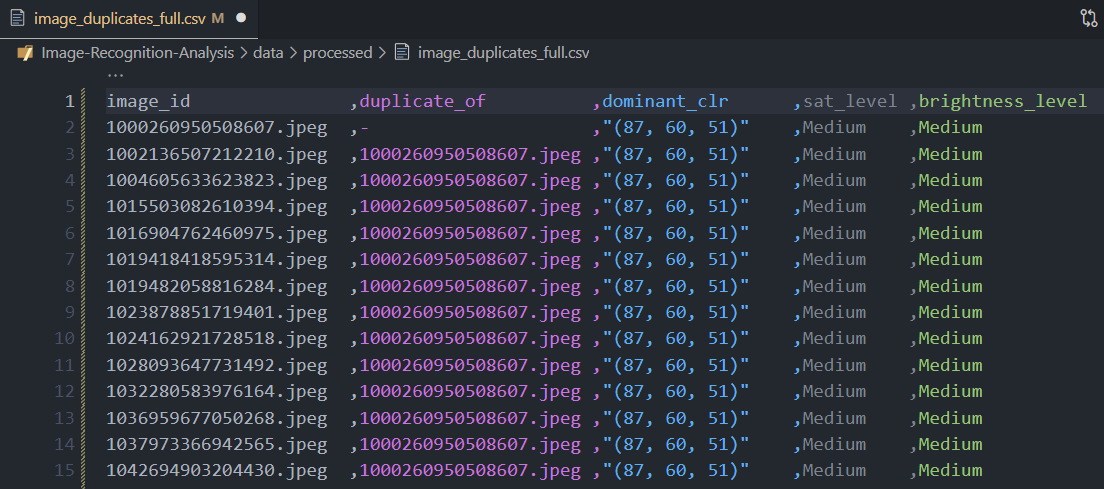 image_duplicates_full.csv M
Image-Recognition-Analysis > data > processed > image_duplicates_full.csv
...
1 image_id ,duplicate_of ,dominant_clr ,sat_level ,brightness_level
2 1000260950508607.jpeg ,- ,"(87, 60, 51)" ,Medium ,Medium
3 1002136507212210.jpeg ,1000260950508607.jpeg ,"(87, 60, 51)" ,Medium ,Medium
4 1004605633623823.jpeg ,1000260950508607.jpeg ,"(87, 60, 51)" ,Medium ,Medium
5 1015503082610394.jpeg ,1000260950508607.jpeg ,"(87, 60, 51)" ,Medium ,Medium
6 1016904762460975.jpeg ,1000260950508607.jpeg ,"(87, 60, 51)" ,Medium ,Medium
7 1019418418595314.jpeg ,1000260950508607.jpeg ,"(87, 60, 51)" ,Medium ,Medium
8 1019482058816284.jpeg ,1000260950508607.jpeg ,"(87, 60, 51)" ,Medium ,Medium
9 1023878851719401.jpeg ,1000260950508607.jpeg ,"(87, 60, 51)" ,Medium ,Medium
10 1024162921728518.jpeg ,1000260950508607.jpeg ,"(87, 60, 51)" ,Medium ,Medium
11 1028093647731492.jpeg ,1000260950508607.jpeg ,"(87, 60, 51)" ,Medium ,Medium
12 1032280583976164.jpeg ,1000260950508607.jpeg ,"(87, 60, 51)" ,Medium ,Medium
13 1036959677050268.jpeg ,1000260950508607.jpeg ,"(87, 60, 51)" ,Medium ,Medium
14 1037973366942565.jpeg ,1000260950508607.jpeg ,"(87, 60, 51)" ,Medium ,Medium
15 1042694903204430.jpeg ,1000260950508607.jpeg ,"(87, 60, 51)" ,Medium ,Medium